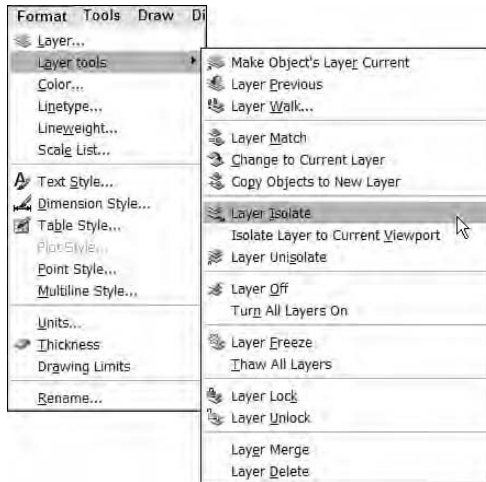 Format Tools Draw Di
Layer...
Layer tools
Color...
Linetype...
Lineweight...
Scale List...
Text Style...
Dimension Style...
Table Style...
Plot Style...
Point Style...
Multiline Style...
Units...
Thickness
Drawing Limits
Rename...
Make Object's Layer Current
Layer Previous
Layer Walk...
Layer Match
Change to Current Layer
Copy Objects to New Layer
Layer Isolate
Isolate Layer to Current Viewport
Layer Unisolate
Layer Off
Turn All Layers On
Layer Freeze
Thaw All Layers
Layer Lock
Layer Unlock
Layer Merge
Layer Delete